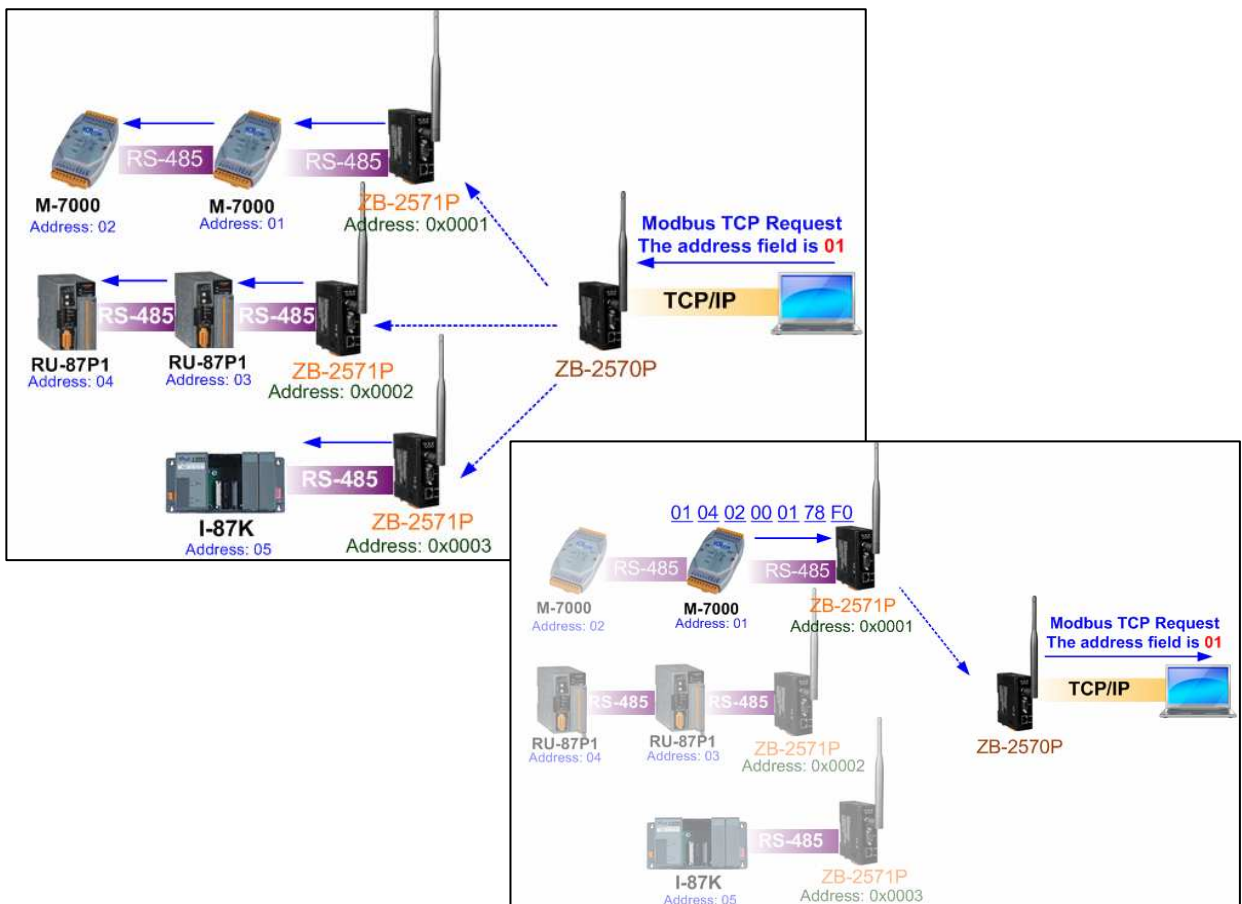 RS-485
RS-485
M-7000
Address: 02
M-7000
Address: 01
ZB-2571P
Address: 0x0001
Modbus TCP Request
The address field is 01
TCP/IP
RS-485
RS-485
RU-87P1
Address: 04
RU-87P1
Address: 03
ZB-2571P
Address: 0x0002
ZB-2570P
RS-485
I-87K
Address: 05
ZB-2571P
Address: 0x0003
01 04 02 00 01 78 F0
RS-485
RS-485
M-7000
Address: 02
M-7000
Address: 01
ZB-2571P
Address: 0x0001
Modbus TCP Request
The address field is 01
TCP/IP
RS-485
RS-485
RU-87P1
Address: 04
RU-87P1
Address: 03
ZB-2571P
Address: 0x0002
ZB-2570P
RS-485
I-87K
Address: 05
ZB-2571P
Address: 0x0003